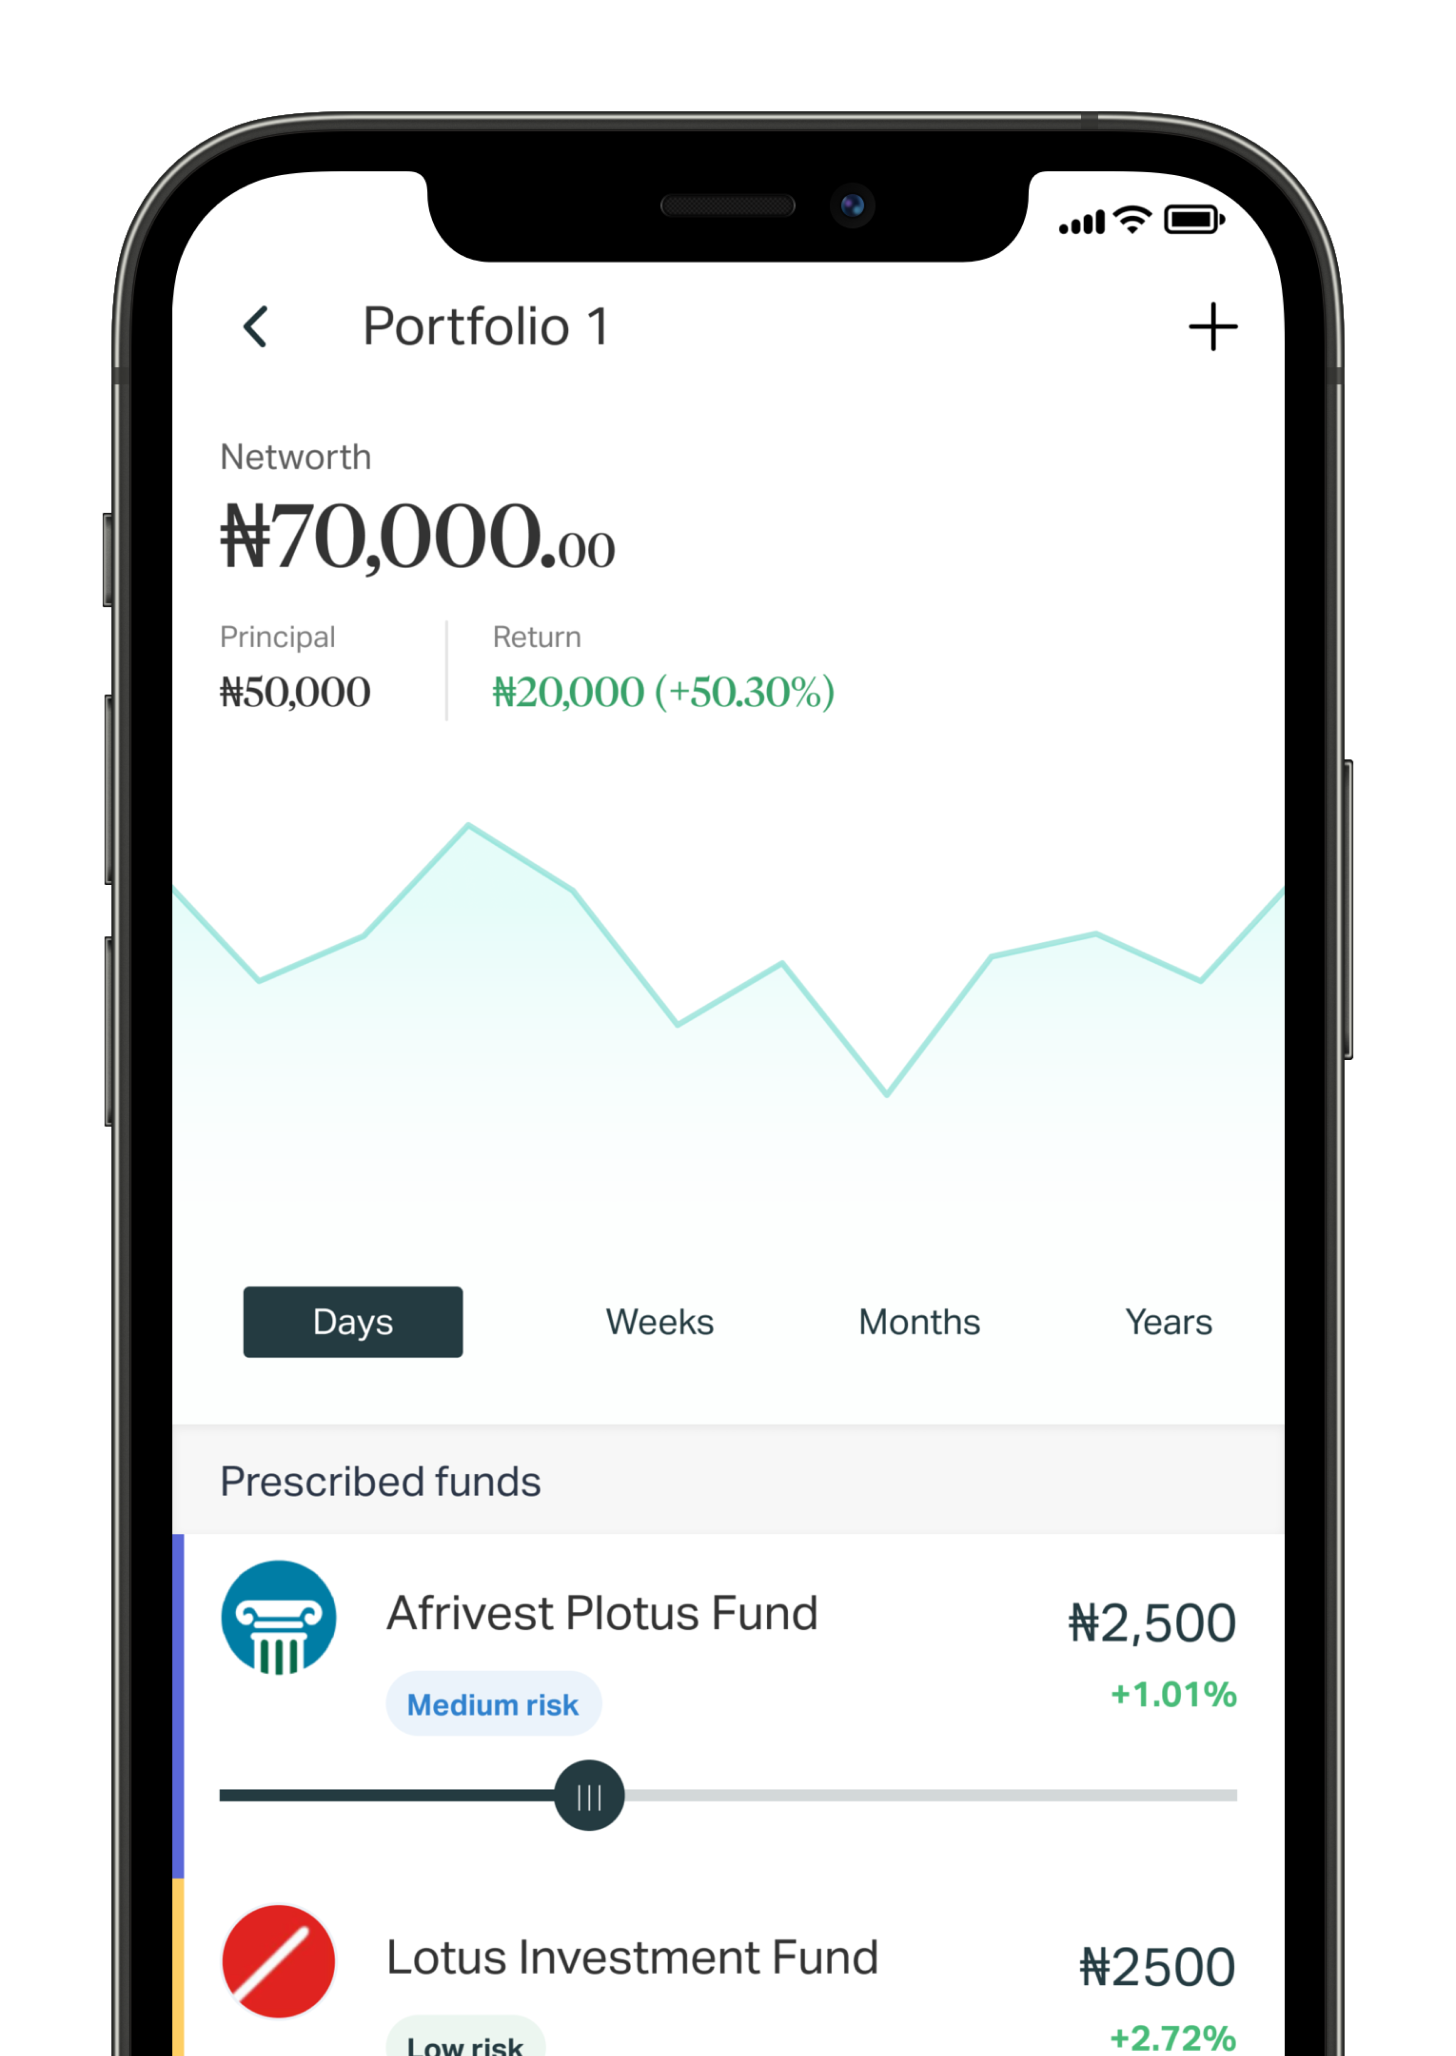 Portfolio 1
Networth
₦70,000.00
Principal
Return
₦50,000
₦20,000 (+50.30%)
Days
Weeks
Months
Years
Prescribed funds
Afrivest Plotus Fund
₦2,500
Medium risk
+1.01%
Lotus Investment Fund
₦2500
Low risk
+2.72%